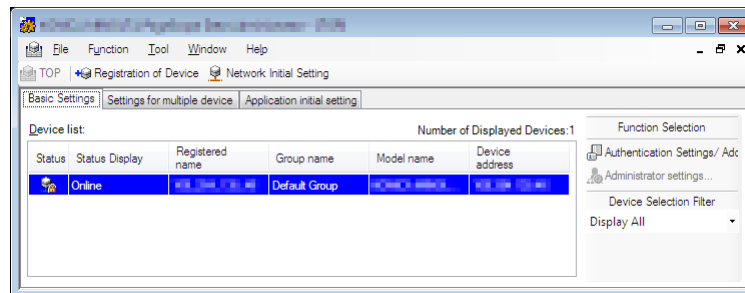 File Function Tool Window Help
TOP Registration of Device Network Initial Setting
Basic Settings Settings for multiple device Application initial setting
Device list: Number of Displayed Devices:1
Status Status Display Registered name Group name Model name Device address
Online Default Group
Function Selection
Authentication Settings/ Add
Administrator settings...
Device Selection Filter
Display All